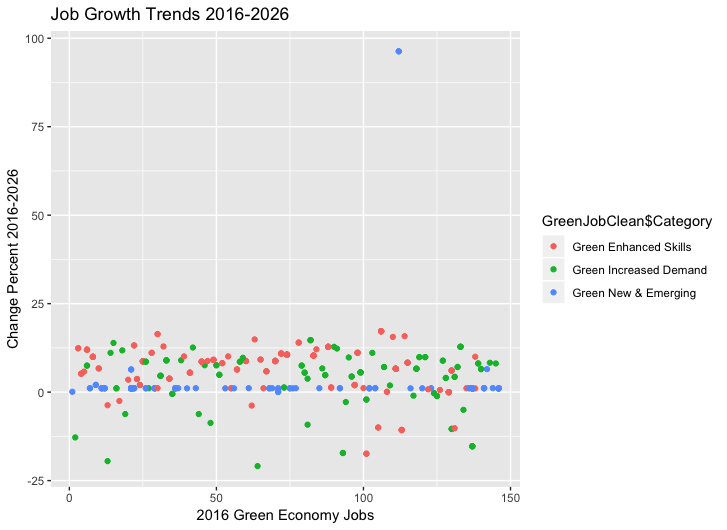 Job Growth Trends 2016-2026
100
75
50
25
0
-25
Change Percent 2016-2026
0
50
100
150
2016 Green Economy Jobs
GreenJobClean$Category
Green Enhanced Skills
Green Increased Demand
Green New & Emerging